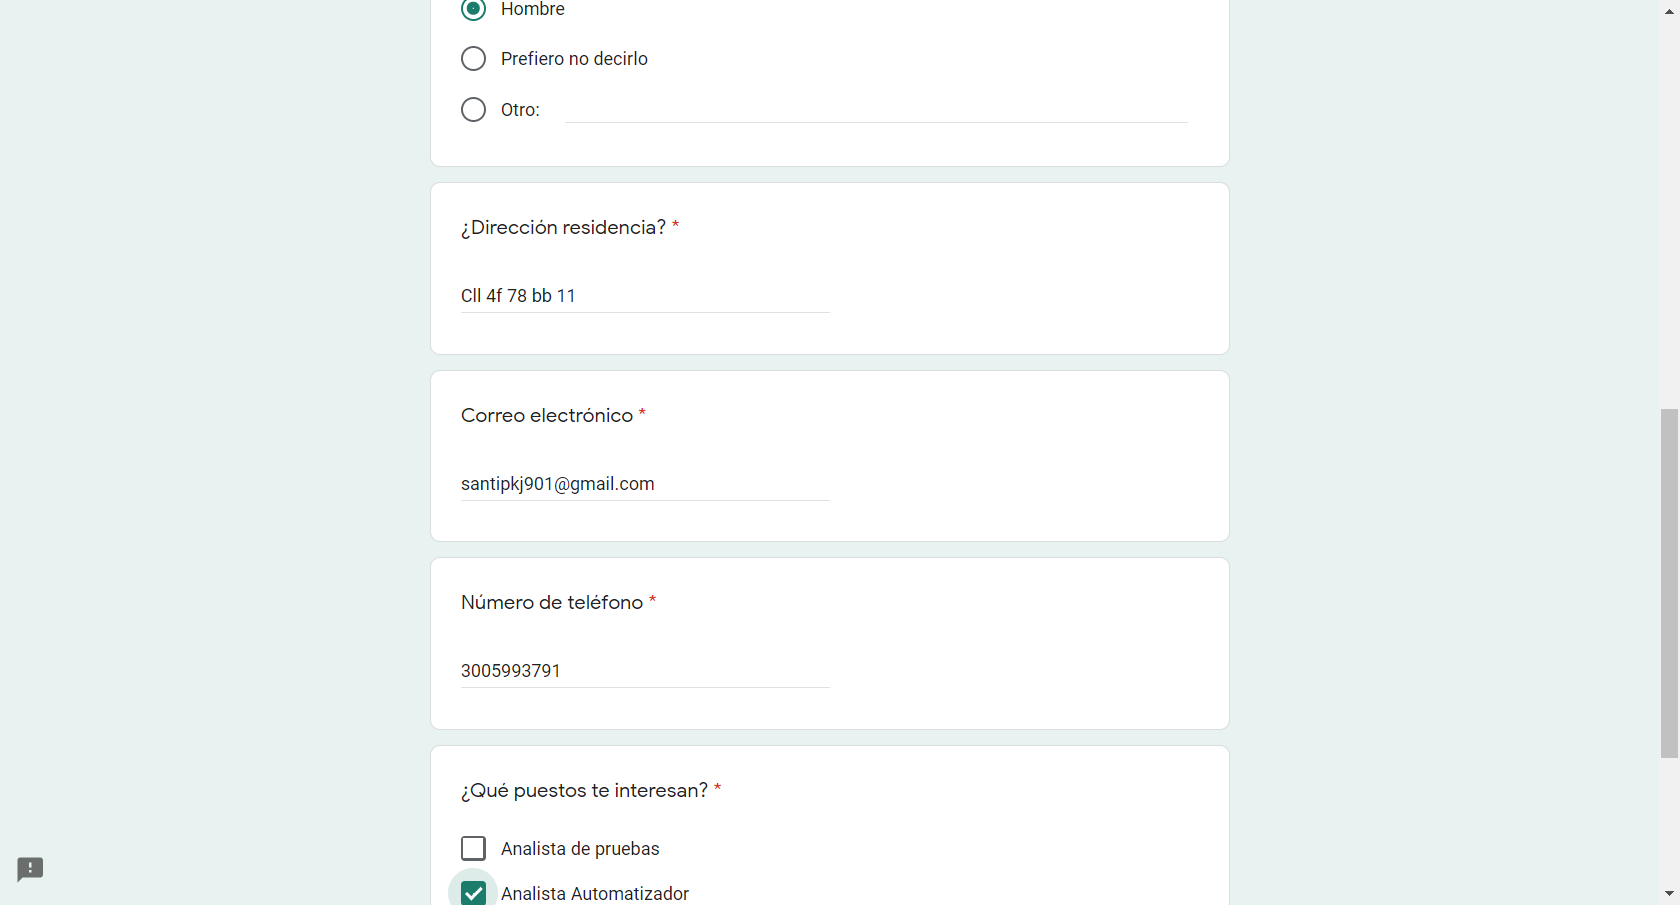 Hombre
Prefiero no decirlo
Otro:
¿Dirección residencia? *
Cll 4f 78 bb 11
Correo electrónico *
santipkj901@gmail.com
Número de teléfono *
3005993791
¿Qué puestos te interesan? *
Analista de pruebas
Analista Automatizador